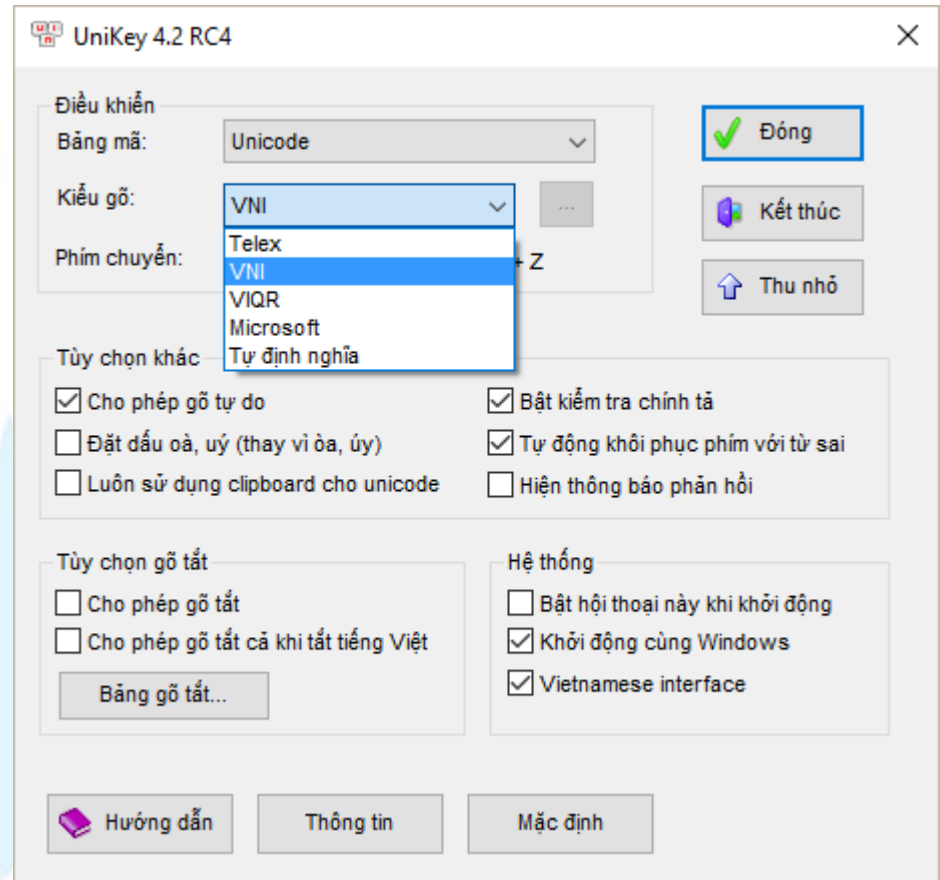 UniKey 4.2 RC4
Điều khiển
Bảng mã:
Unicode
Đóng
Kiểu gõ:
VNI
...
Kết thúc
Telex
VNI
VIQR
Microsoft
Tự định nghĩa
Phím chuyển:
+ Z
Thu nhỏ
Tùy chọn khác
Cho phép gõ tự do
Bật kiểm tra chính tả
Đặt dấu oà, uý (thay vì òa, úy)
Tự động khôi phục phím với từ sai
Luôn sử dụng clipboard cho unicode
Hiện thông báo phản hồi
Tùy chọn gõ tắt
Cho phép gõ tắt
Cho phép gõ tắt cả khi tắt tiếng Việt
Bảng gõ tắt...
Hệ thống
Bật hội thoại này khi khởi động
Khởi động cùng Windows
Vietnamese interface
Hướng dẫn
Thông tin
Mặc định